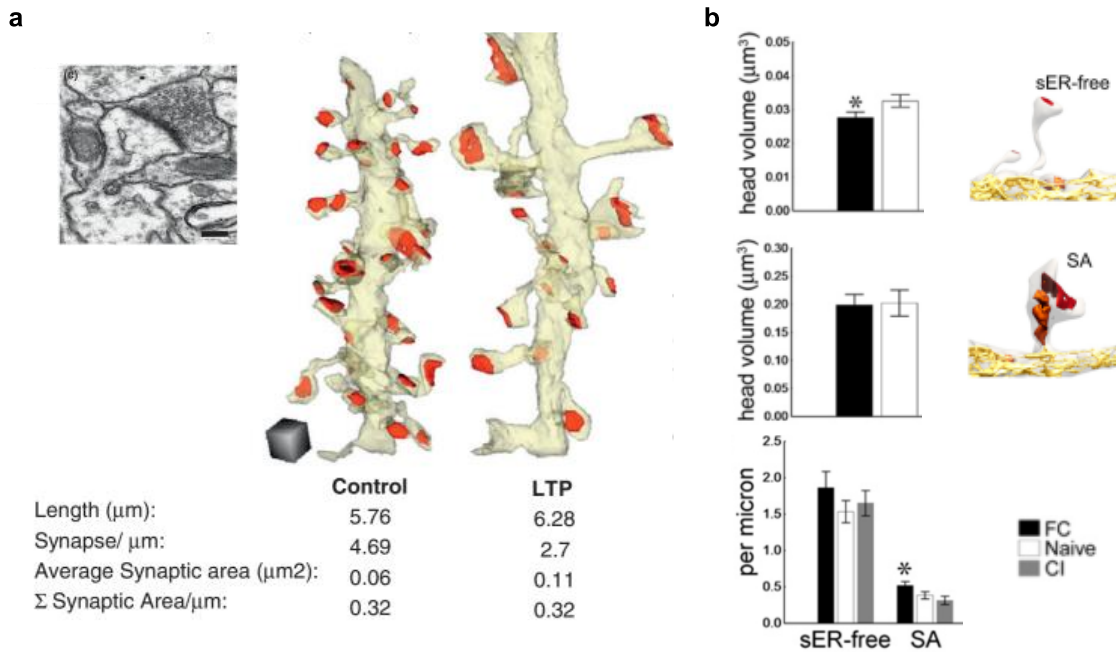 a
(c)
Control
LTP
Length (μm):
5.76
6.28
Synapse/ μm:
4.69
2.7
Average Synaptic area (μm2):
0.06
0.11
Σ Synaptic Area/μm:
0.32
0.32
b
head volume (μm³)
0.05
0.04
0.03
0.02
0.01
0.00
*
sER-free
head volume (μm³)
0.30
0.25
0.20
0.15
0.10
0.05
0.00
SA
per micron
2.5
2.0
1.5
1.0
0.5
0.0
*
sER-free
SA
FC
Naive
CI